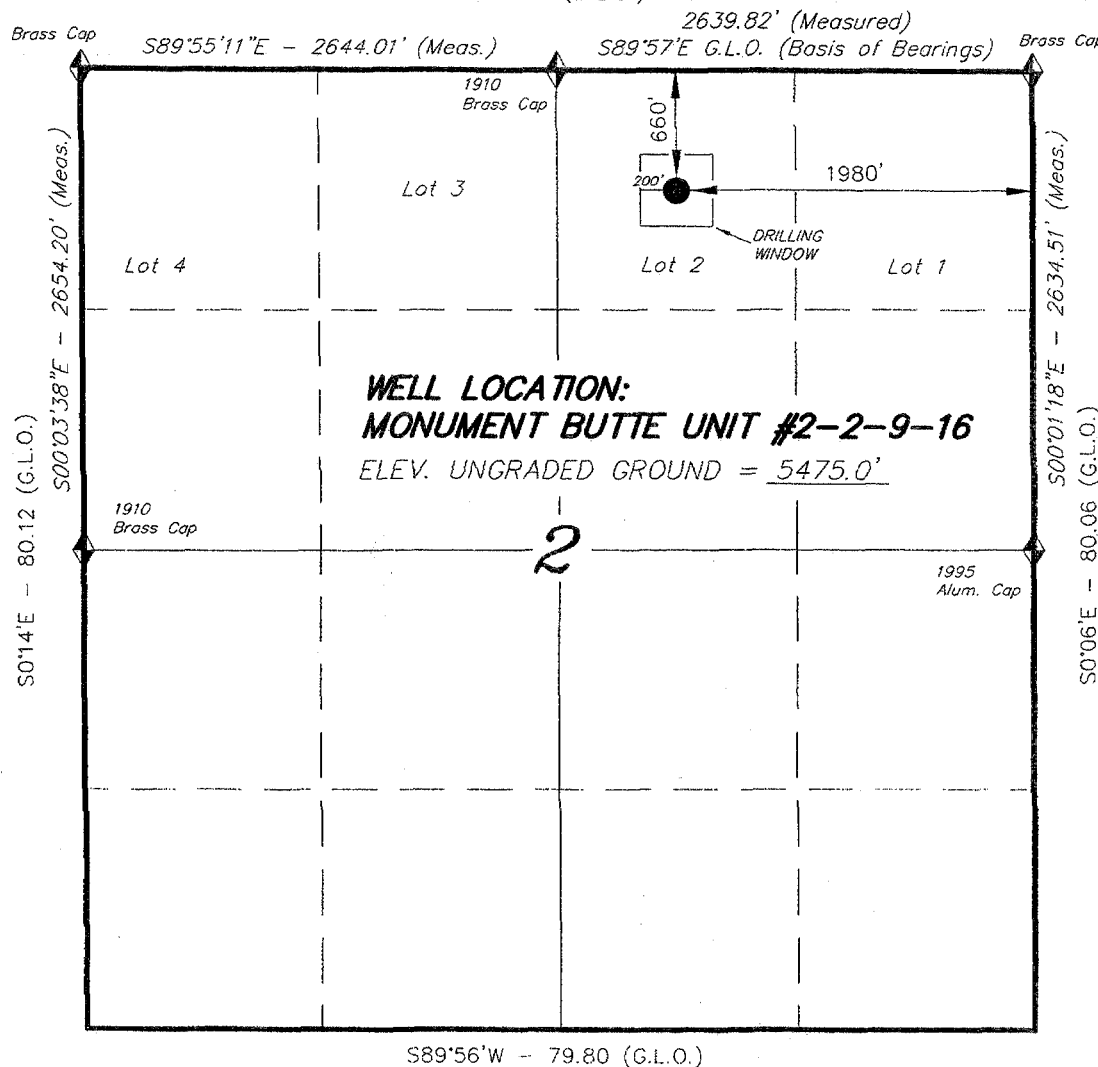 2639.82' (Measured)
Brass Cap
S89°55'11"E - 2644.01' (Meas.)
S89°57'E G.L.O. (Basis of Bearings)
Brass Cap
1910
Brass Cap
660'
1980'
200'
Lot 3
DRILLING
WINDOW
Lot 4
Lot 2
Lot 1
S00°03'38"E - 2654.20' (Meas.)
S0°14'E - 80.12 (G.L.O.)
S00°01'18"E - 2634.51' (Meas.)
S0°06'E - 80.06 (G.L.O.)
WELL LOCATION:
MONUMENT BUTTE UNIT #2-2-9-16
ELEV. UNGRADED GROUND = 5475.0'
1910
Brass Cap
2
1995
Alum. Cap
S89°56'W - 79.80 (G.L.O.)